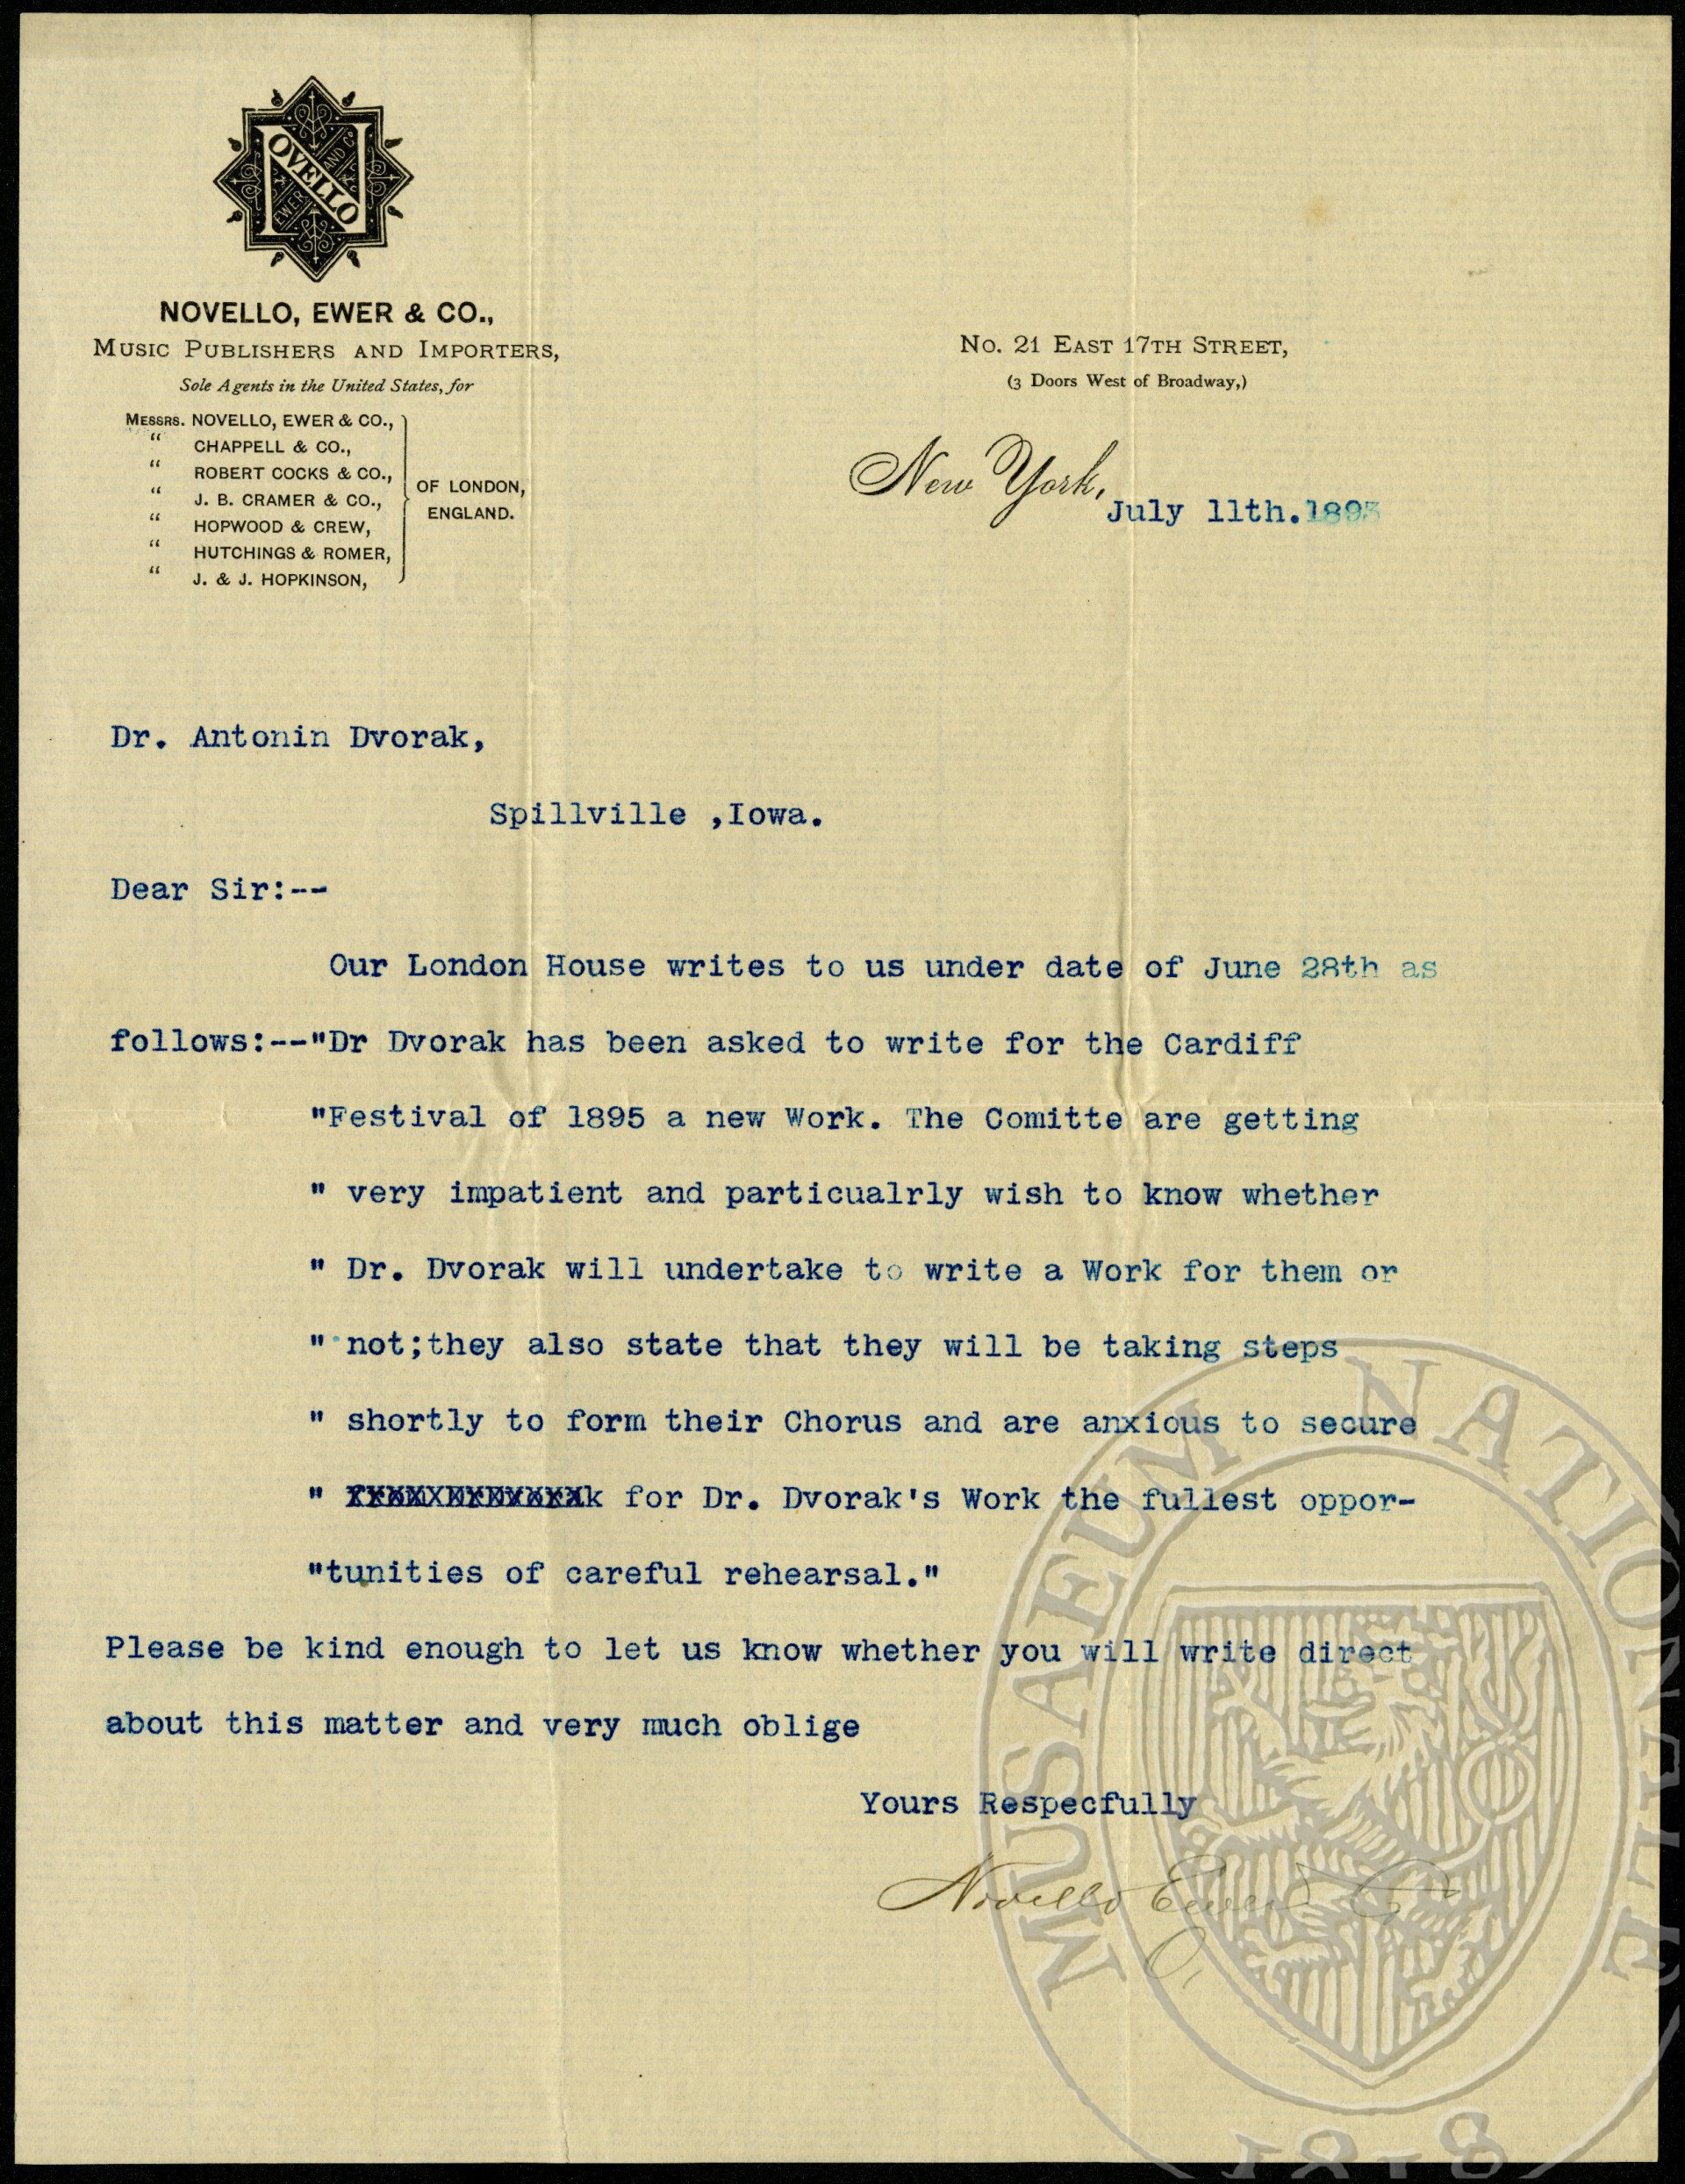 NOVELLO
EWER
AND CO
NOVELLO, EWER & CO.,
MUSIC PUBLISHERS AND IMPORTERS,
Sole Agents in the United States, for
MESSRS. NOVELLO, EWER & CO.,
" CHAPPELL & CO.,
" ROBERT COCKS & CO.,
" J. B. CRAMER & CO.,
" HOPWOOD & CREW,
" HUTCHINGS & ROMER,
" J. & J. HOPKINSON,
OF LONDON,
ENGLAND.
No. 21 EAST 17TH STREET,
(3 Doors West of Broadway,)
New York, July 11th.1893
Dr. Antonin Dvorak,
Spillville ,Iowa.
Dear Sir:--
Our London House writes to us under date of June 28th as
follows:--"Dr Dvorak has been asked to write for the Cardiff
"Festival of 1895 a new Work. The Comitte are getting
" very impatient and particualrly wish to know whether
" Dr. Dvorak will undertake to write a Work for them or
" not;they also state that they will be taking steps
" shortly to form their Chorus and are anxious to secure
" k for Dr. Dvorak's Work the fullest oppor-
"tunities of careful rehearsal."
Please be kind enough to let us know whether you will write direct
about this matter and very much oblige
Yours Respecfully
Novello Ewer & Co
MUSAEUM NATIONALE
1818